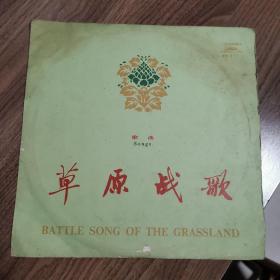 歌曲
Songs
草原战歌
BATTLE SONG OF THE GRASSLAND